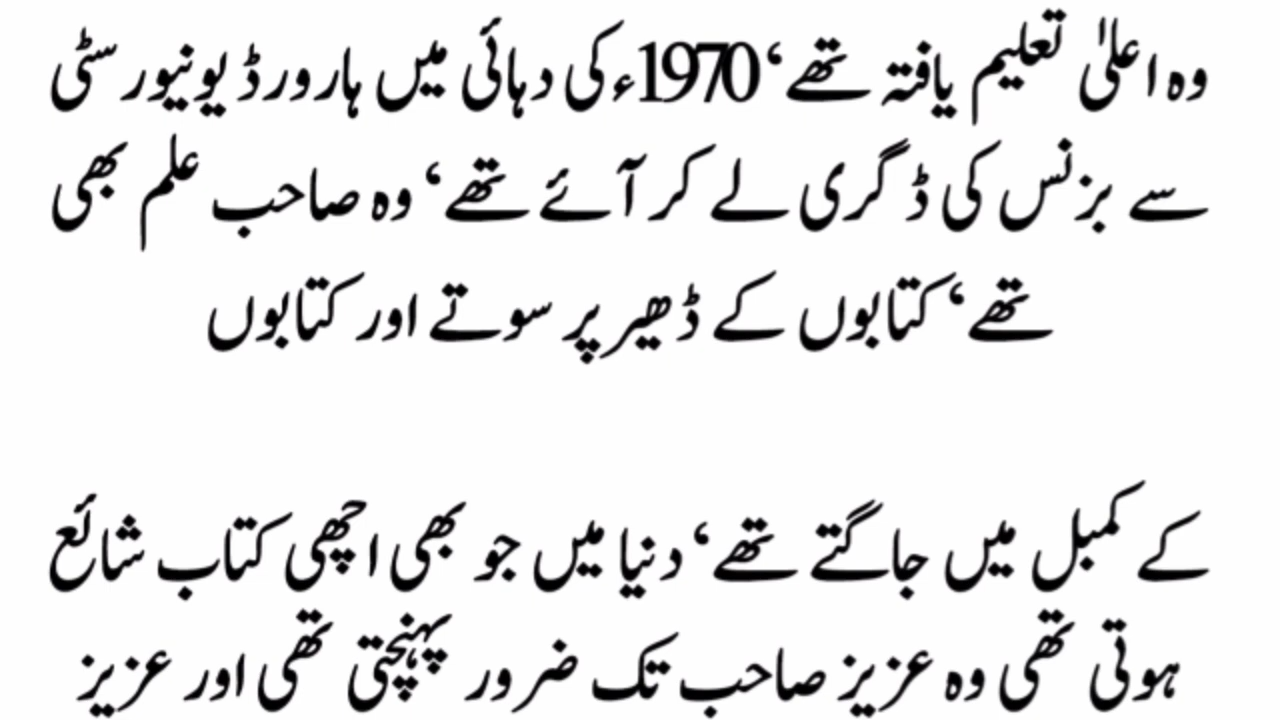 وہ اعلیٰ تعلیم یافتہ تھے‘ 1970ء کی دہائی میں ہارورڈ یونیورسٹی
سے بزنس کی ڈگری لے کر آئے تھے‘ وہ صاحب علم بھی
تھے‘ کتابوں کے ڈھیر پر سوتے اور کتابوں
کے کمبل میں جاگتے تھے‘ دنیا میں جو بھی اچھی کتاب شائع
ہوتی تھی وہ عزیز صاحب تک ضرور پہنچتی تھی اور عزیز